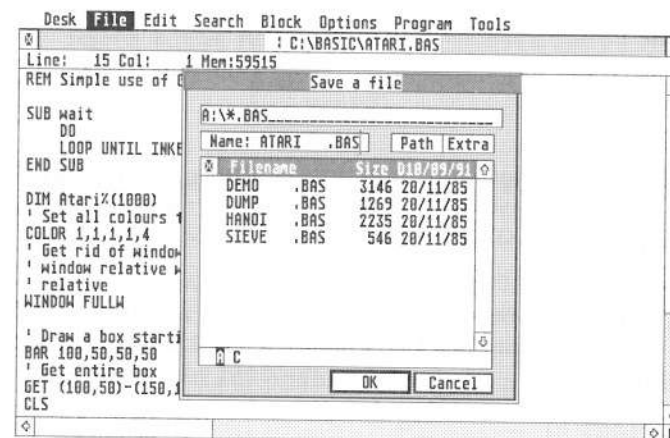 Desk File Edit Search Block Options Program Tools
C:\BASIC\ATARI.BAS
Line: 15 Col: 1 Mem:59515
REM Simple use of
SUB wait
DO
LOOP UNTIL INKE
END SUB
DIM Atari%(1000)
' Set all colours
COLOR 1,1,1,1,4
' Get rid of window
' window relative
' relative
WINDOW FULLW
' Draw a box starti
BAR 100,50,50,50
' Get entire box
GET (100,50)-(150,1
CLS
Save a file
A:\*.BAS
Name: ATARI .BAS Path Extra
Filename Size D18/09/91
DEMO .BAS 3146 20/11/85
DUMP .BAS 1269 20/11/85
HANOI .BAS 2235 20/11/85
SIEVE .BAS 546 20/11/85
A C
OK Cancel